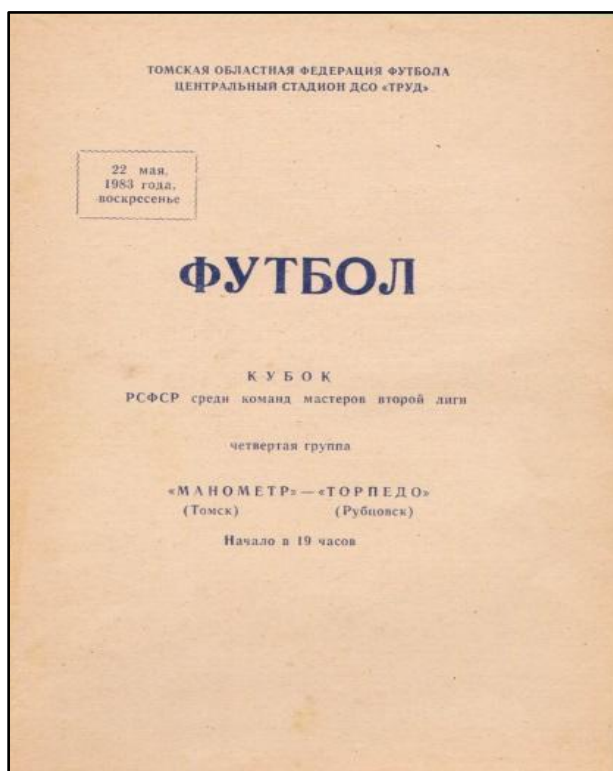 ТОМСКАЯ ОБЛАСТНАЯ ФЕДЕРАЦИЯ ФУТБОЛА
ЦЕНТРАЛЬНЫЙ СТАДИОН ДСО «ТРУД»
22 мая,
1983 года,
воскресенье
ФУТБОЛ
КУБОК
РСФСР среди команд мастеров второй лиги
четвертая группа
«МАНОМЕТР» — «ТОРПЕДО»
(Томск) (Рубцовск)
Начало в 19 часов